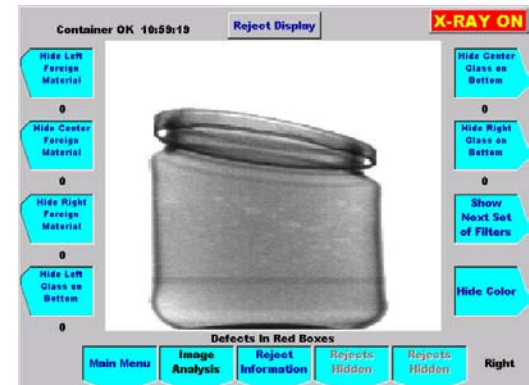 Container OK 10:59:19
Reject Display
X-RAY ON
Hide Left
Foreign
Material
0
Hide Center
Foreign
Material
0
Hide Right
Foreign
Material
0
Hide Left
Glass on
Bottom
0
Hide Center
Glass on
Bottom
0
Hide Right
Glass on
Bottom
0
Show
Next Set
of Filters
Hide Color
Defects In Red Boxes
Main Menu
Image
Analysis
Reject
Information
Rejects
Hidden
Rejects
Hidden
Right